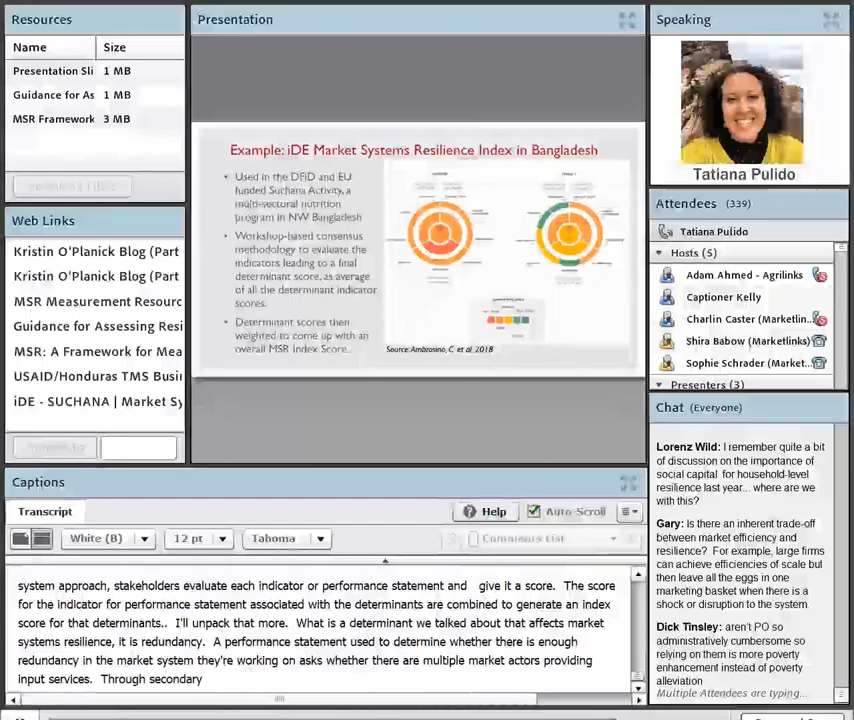 Resources
Name Size
Presentation Sli 1 MB
Guidance for As 1 MB
MSR Framework 3 MB
Web Links
Kristin O'Planick Blog (Part
Kristin O'Planick Blog (Part
MSR Measurement Resourc
Guidance for Assessing Resi
MSR: A Framework for Mea
USAID/Honduras TMS Busin
iDE - SUCHANA | Market Sy
Presentation
Example: iDE Market Systems Resilience Index in Bangladesh
• Used in the DFID and EU
funded Suchana Activity, a
multi-sectoral nutrition
program in NW Bangladesh
• Workshop-based consensus
methodology to evaluate the
indicators leading to a final
determinant score, as average
of all the determinant indicator
scores.
• Determinant scores then
weighted to come up with an
overall MSR Index Score.
Source: Ambrosino, C. et al. 2018
Captions
Transcript
Help
Auto-Scroll
White (B)
12 pt
Tahoma
Comments List
system approach, stakeholders evaluate each indicator or performance statement and give it a score. The score
for the indicator for performance statement associated with the determinants are combined to generate an index
score for that determinants.. I'll unpack that more. What is a determinant we talked about that affects market
systems resilience, it is redundancy. A performance statement used to determine whether there is enough
redundancy in the market system they're working on asks whether there are multiple market actors providing
input services. Through secondary
Speaking
Tatiana Pulido
Attendees (339)
Tatiana Pulido
Hosts (5)
Adam Ahmed - Agrilinks
Captioner Kelly
Charlin Caster (Marketlin...
Shira Babow (Marketlinks)
Sophie Schrader (Market...
Presenters (3)
Chat (Everyone)
Lorenz Wild: I remember quite a bit
of discussion on the importance of
social capital for household-level
resilience last year... where are we
with this?
Gary: Is there an inherent trade-off
between market efficiency and
resilience? For example, large firms
can achieve efficiencies of scale but
then leave all the eggs in one
marketing basket when there is a
shock or disruption to the system.
Dick Tinsley: aren't PO so
administratively cumbersome so
relying on them is more poverty
enhancement instead of poverty
alleviation
Multiple Attendees are typing...